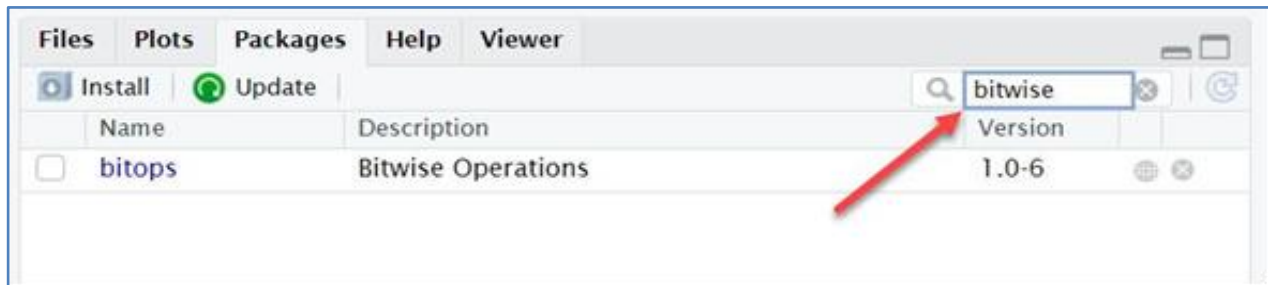 Files Plots Packages Help Viewer
Install Update bitwise
Name Description Version
bitops Bitwise Operations 1.0-6